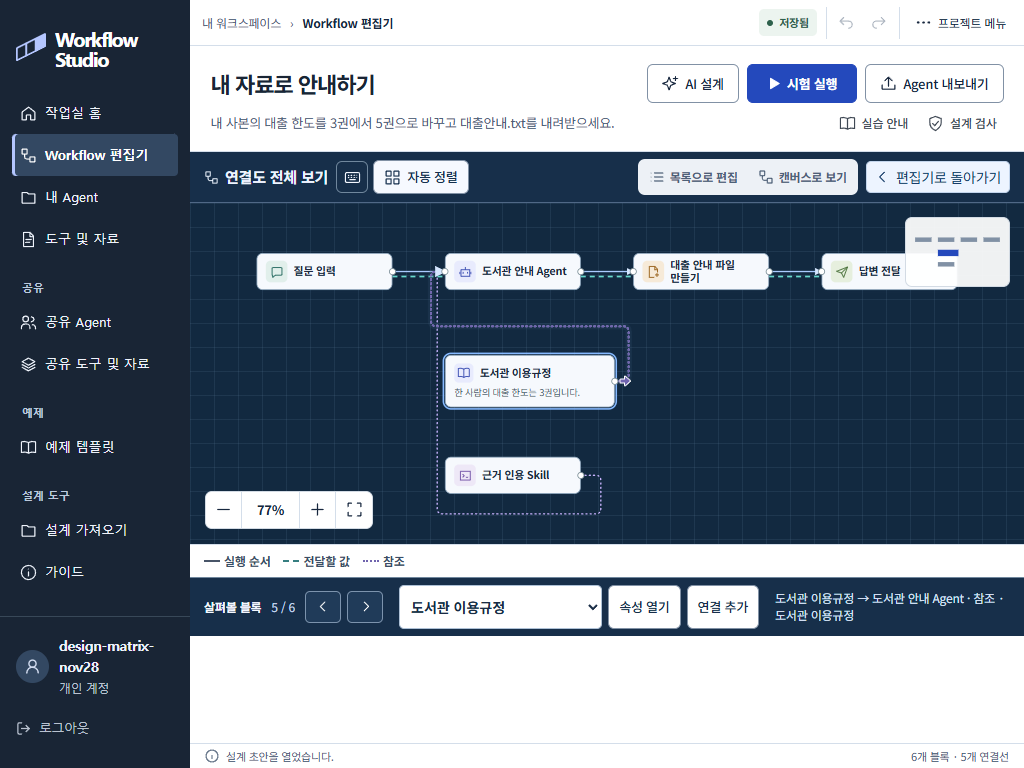 내 워크스페이스 › Workflow 편집기
저장됨
프로젝트 메뉴
Workflow
Studio
작업실 홈
Workflow 편집기
내 Agent
도구 및 자료
공유
공유 Agent
공유 도구 및 자료
예제
예제 템플릿
설계 도구
설계 가져오기
가이드
design-matrix-
nov28
개인 계정
로그아웃
내 자료로 안내하기
AI 설계
시험 실행
Agent 내보내기
내 사본의 대출 한도를 3권에서 5권으로 바꾸고 대출안내.txt를 내려받으세요.
실습 안내
설계 검사
연결도 전체 보기
자동 정렬
목록으로 편집
캔버스로 보기
편집기로 돌아가기
질문 입력
도서관 안내 Agent
대출 안내 파일
만들기
답변 전달
도서관 이용규정
한 사람의 대출 한도는 3권입니다.
근거 인용 Skill
77%
실행 순서
전달할 값
참조
살펴볼 블록 5 / 6
도서관 이용규정
속성 열기
연결 추가
도서관 이용규정 → 도서관 안내 Agent · 참조 ·
도서관 이용규정
설계 초안을 열었습니다.
6개 블록 · 5개 연결선